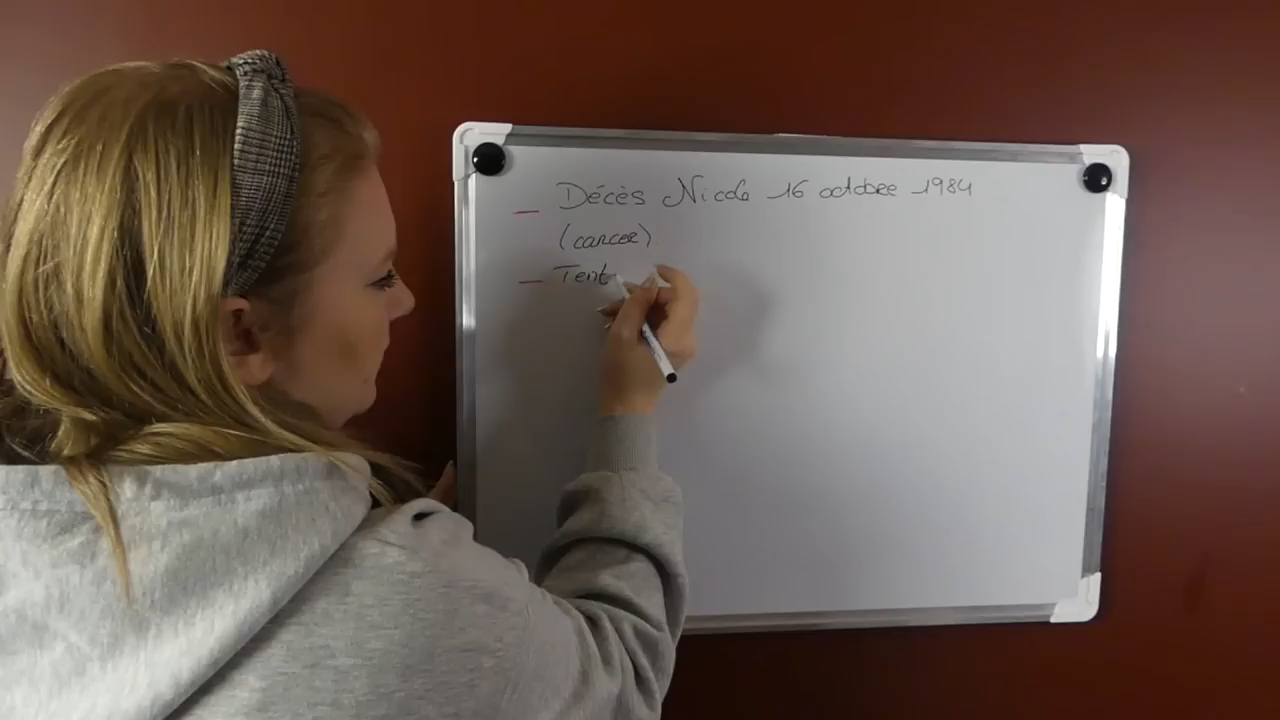 – Décès Nicole 16 octobre 1984
(cancer)
– Tent